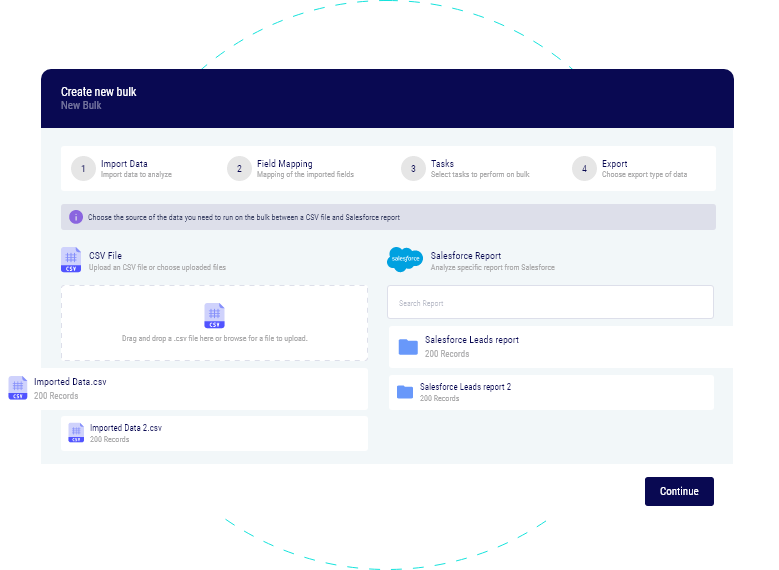 Create new bulk
New Bulk
1 Import Data
Import data to analyze
2 Field Mapping
Mapping of the imported fields
3 Tasks
Select tasks to perform on bulk
4 Export
Choose export type of data
i Choose the source of the data you need to run on the bulk between a CSV file and Salesforce report
CSV CSV File
Upload an CSV file or choose uploaded files
CSV
Drag and drop a .csv file here or browse for a file to upload.
CSV Imported Data.csv
200 Records
CSV Imported Data 2.csv
200 Records
salesforce Salesforce Report
Analyze specific report from Salesforce
Search Report
Salesforce Leads report
200 Records
Salesforce Leads report 2
200 Records
Continue